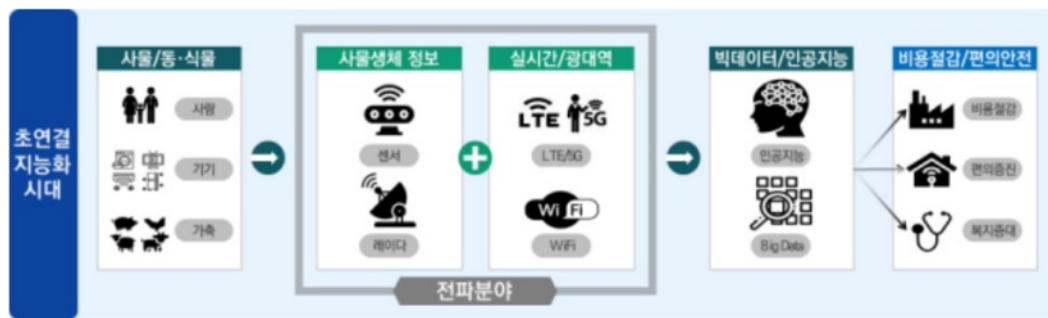 초연결
지능화
시대
사물/동·식물
사람
기기
가축
사물생체 정보
센서
레이다
실시간/광대역
LTE
5G
LTE/5G
WiFi
WiFi
전파분야
빅데이터/인공지능
인공지능
Big Data
비용절감/편의안전
비용절감
편의증진
복지증대